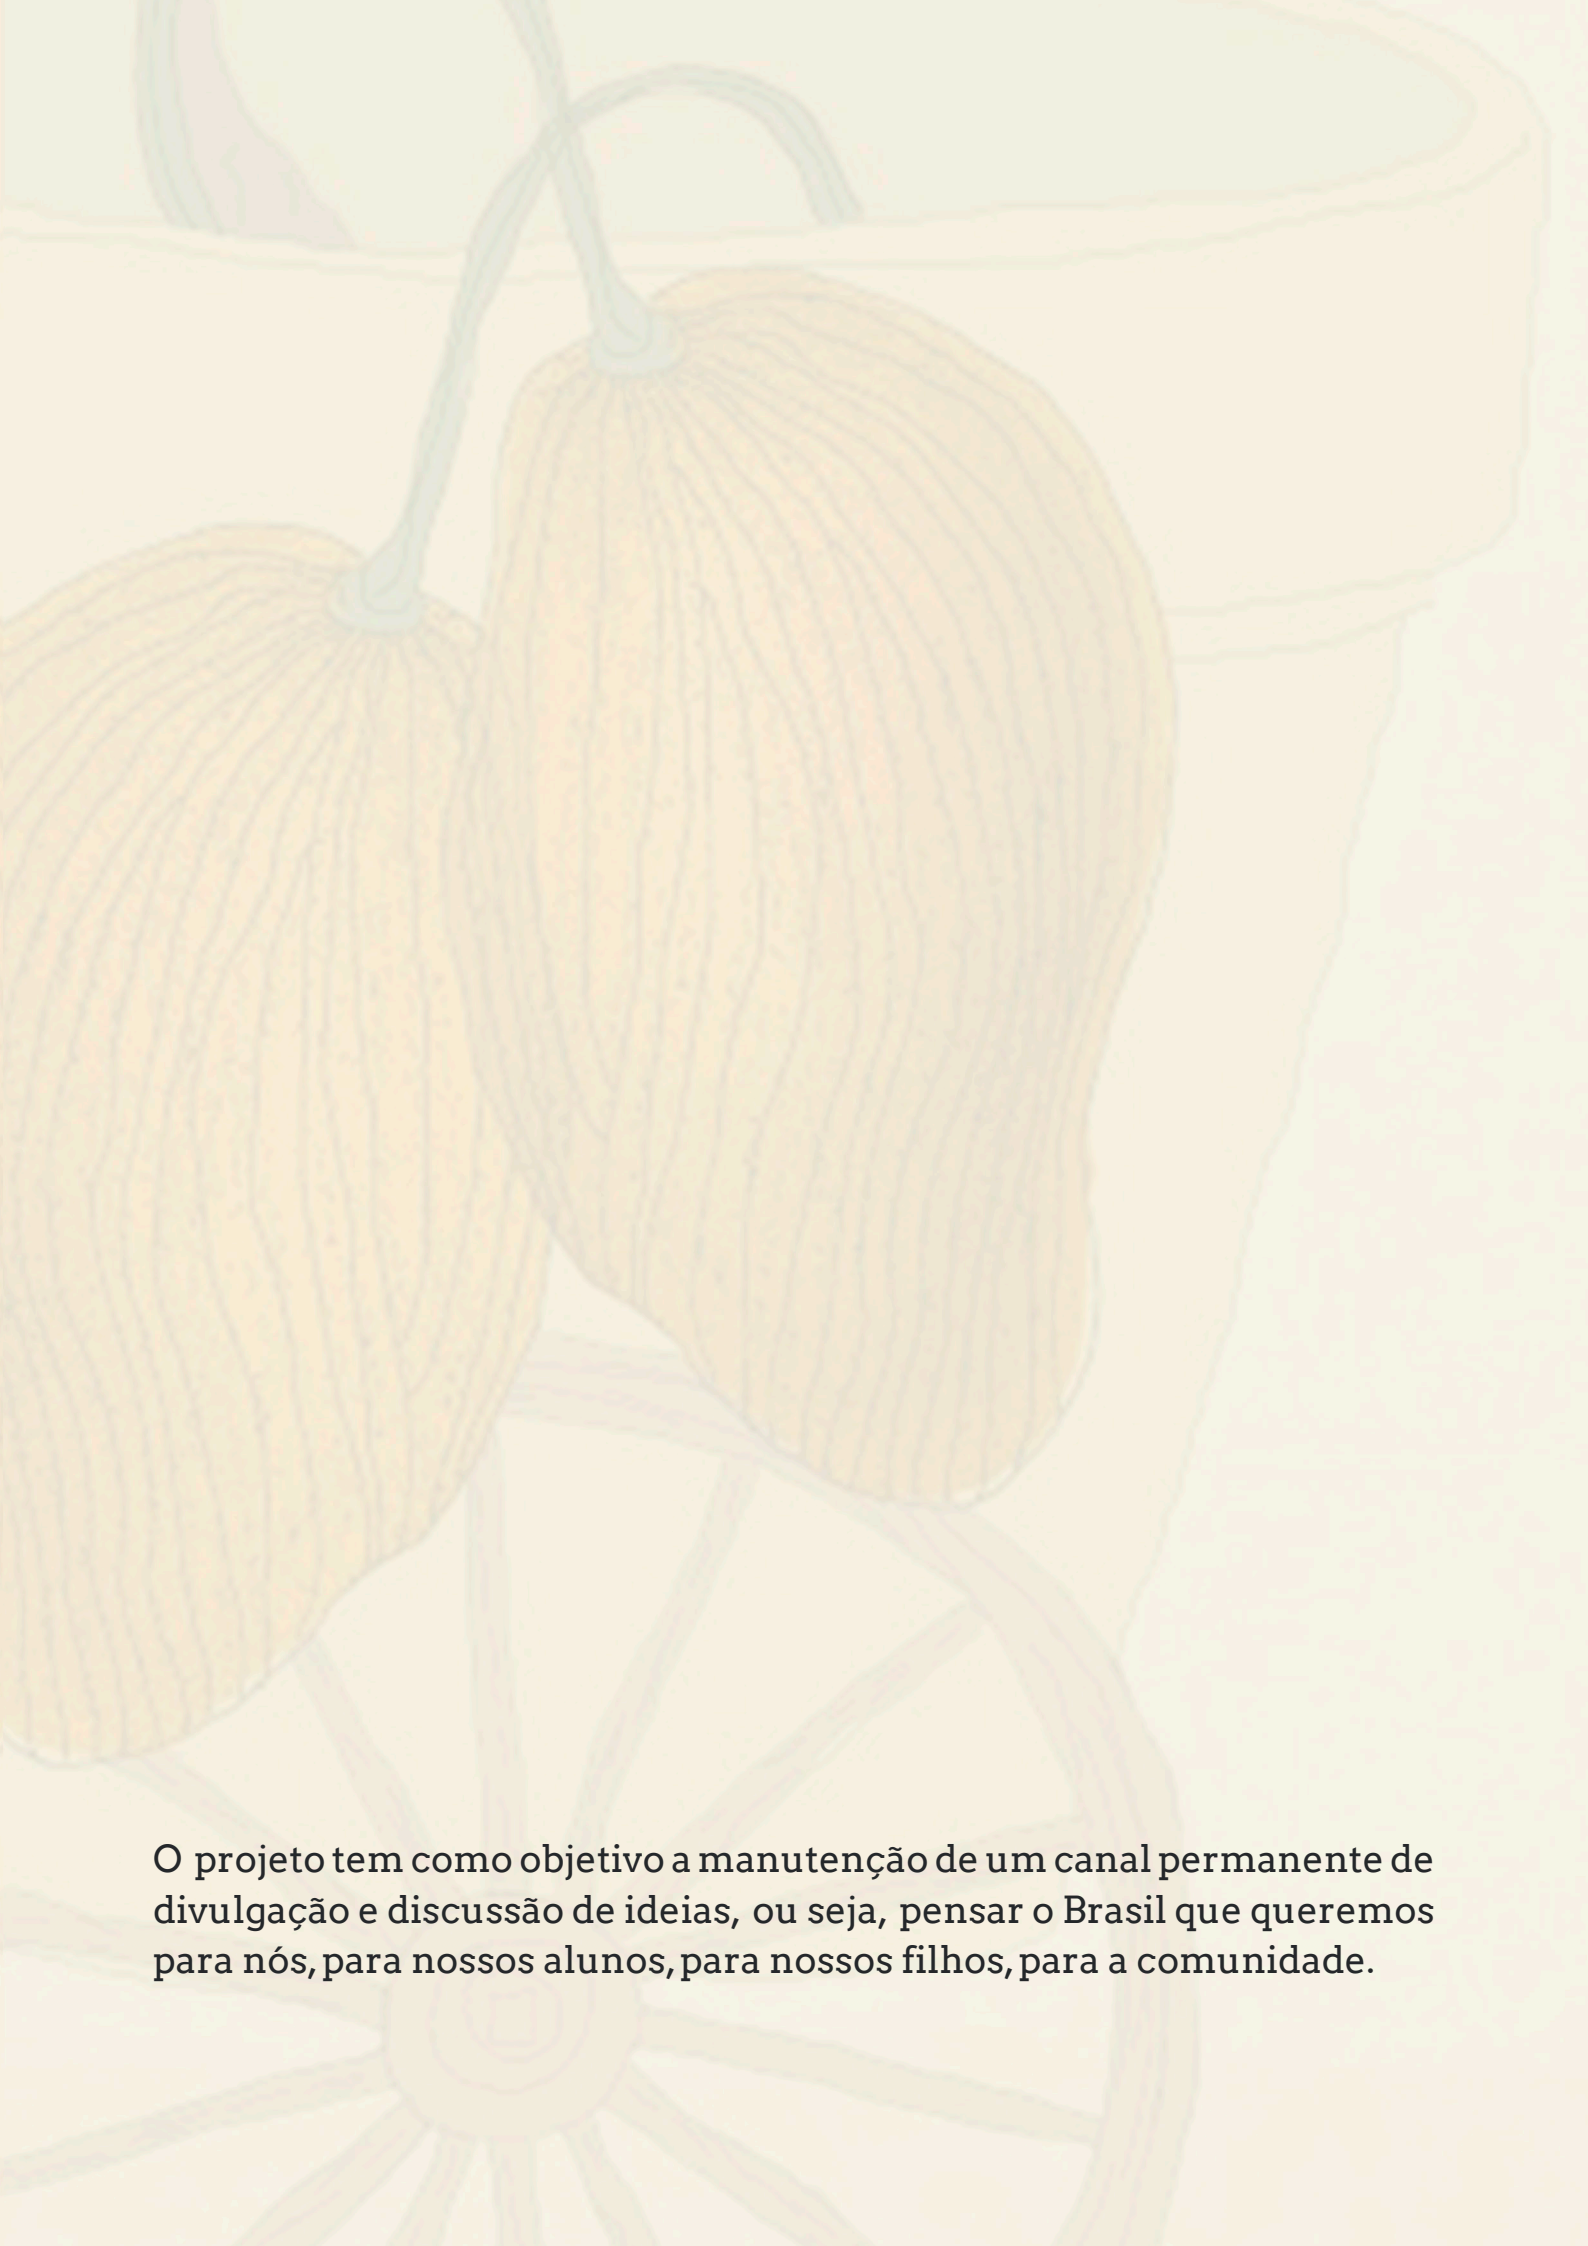 O projeto tem como objetivo a manutenção de um canal permanente de
divulgação e discussão de ideias, ou seja, pensar o Brasil que queremos
para nós, para nossos alunos, para nossos filhos, para a comunidade.